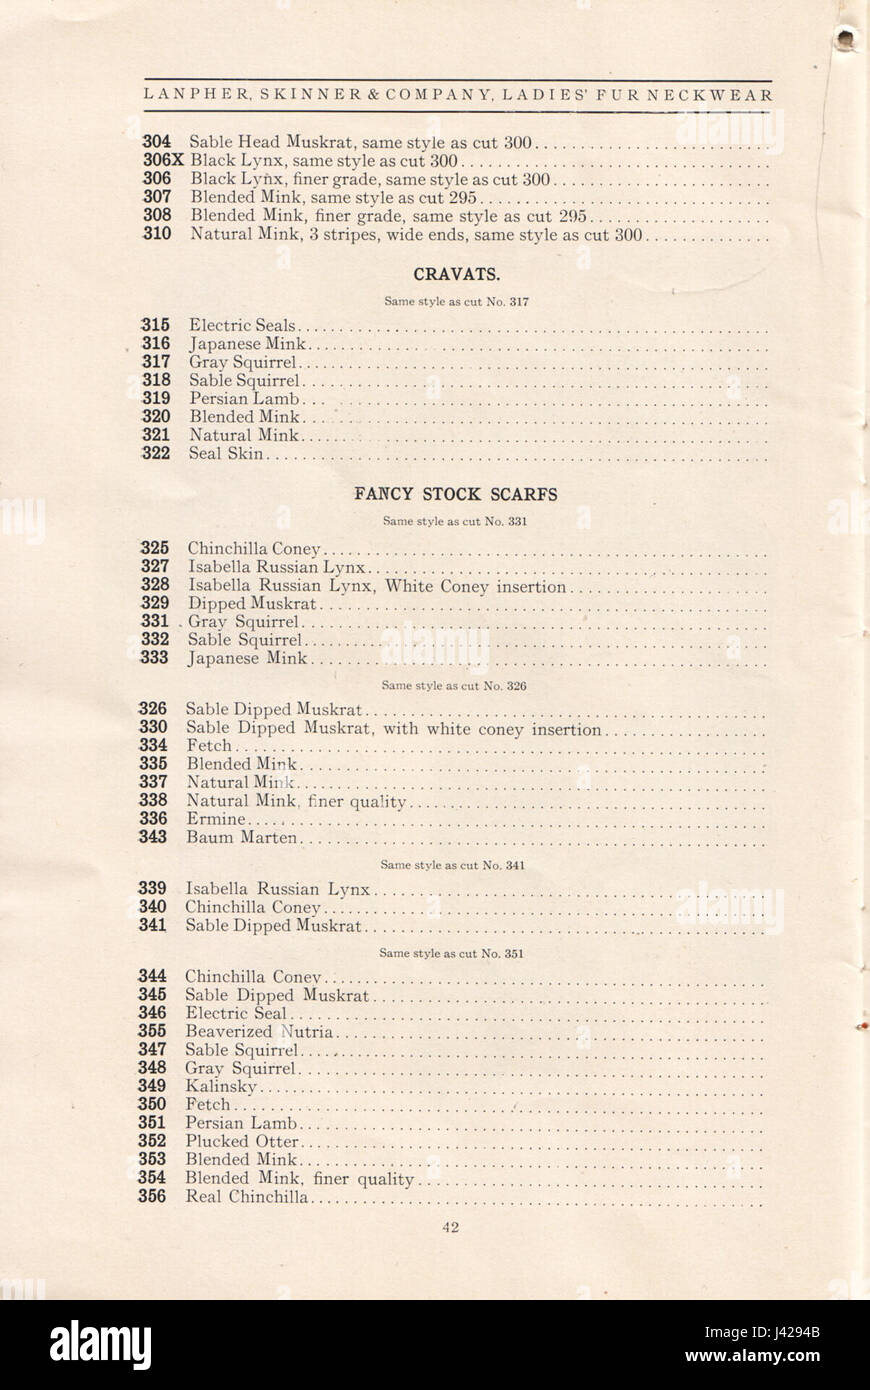 LANPHER, SKINNER & COMPANY, LADIES' FUR NECKWEAR
304 Sable Head Muskrat, same style as cut 300
306X Black Lynx, same style as cut 300
306 Black Lynx, finer grade, same style as cut 300
307 Blended Mink, same style as cut 295
308 Blended Mink, finer grade, same style as cut 295
310 Natural Mink, 3 stripes, wide ends, same style as cut 300
CRAVATS.
Same style as cut No. 317
315 Electric Seals
316 Japanese Mink
317 Gray Squirrel
318 Sable Squirrel
319 Persian Lamb
320 Blended Mink
321 Natural Mink
322 Seal Skin
FANCY STOCK SCARFS
Same style as cut No. 331
325 Chinchilla Coney
327 Isabella Russian Lynx
328 Isabella Russian Lynx, White Coney insertion
329 Dipped Muskrat
331 Gray Squirrel
332 Sable Squirrel
333 Japanese Mink
Same style as cut No. 326
326 Sable Dipped Muskrat
330 Sable Dipped Muskrat, with white coney insertion
334 Fetch
335 Blended Mink
337 Natural Mink
338 Natural Mink, finer quality
336 Ermine
343 Baum Marten
Same style as cut No. 341
339 Isabella Russian Lynx
340 Chinchilla Coney
341 Sable Dipped Muskrat
Same style as cut No. 351
344 Chinchilla Coney
345 Sable Dipped Muskrat
346 Electric Seal
355 Beaverized Nutria
347 Sable Squirrel
348 Gray Squirrel
349 Kalinsky
350 Fetch
351 Persian Lamb
352 Plucked Otter
353 Blended Mink
354 Blended Mink, finer quality
356 Real Chinchilla
42
alamy
Image ID: J4294B
www.alamy.com